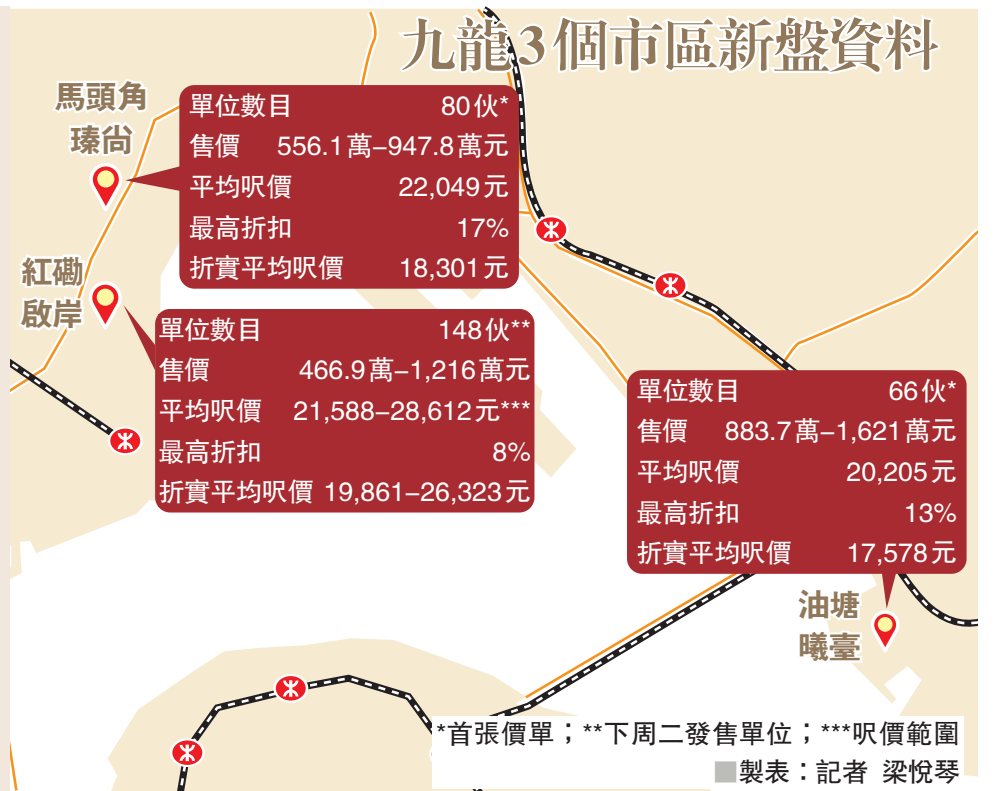 九龍3個市區新盤資料
馬頭角
瑧尚
單位數目 80伙*
售價 556.1萬–947.8萬元
平均呎價 22,049元
最高折扣 17%
折實平均呎價 18,301元
紅磡
啟岸
單位數目 148伙**
售價 466.9萬–1,216萬元
平均呎價 21,588–28,612元***
最高折扣 8%
折實平均呎價 19,861–26,323元
單位數目 66伙*
售價 883.7萬–1,621萬元
平均呎價 20,205元
最高折扣 13%
折實平均呎價 17,578元
油塘
曦臺
*首張價單；**下周二發售單位；***呎價範圍
■製表：記者 梁悅琴